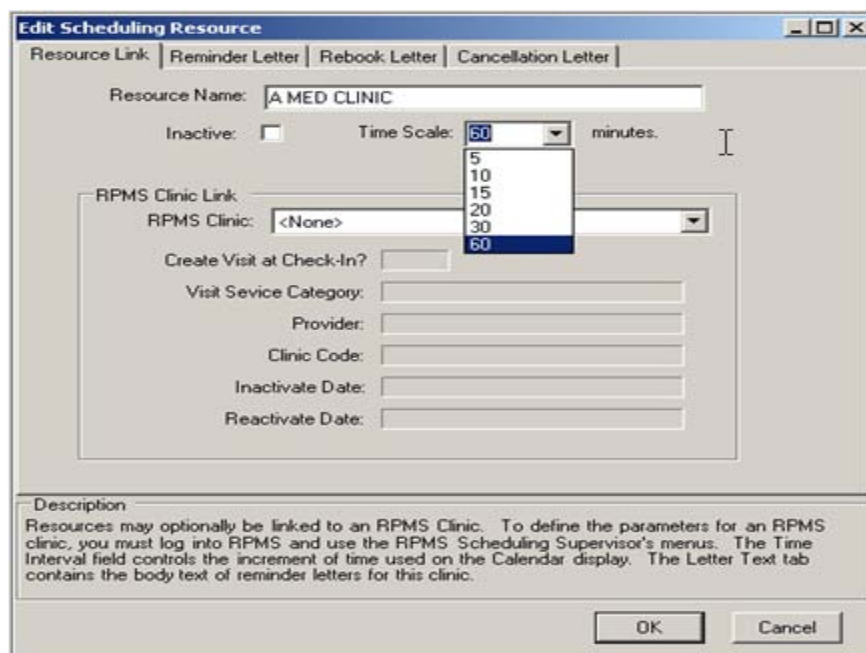 Edit Scheduling Resource
Resource Link Reminder Letter Rebook Letter Cancellation Letter
Resource Name: A MED CLINIC
Inactive: Time Scale: 60 minutes.
5
10
15
20
30
60
RPMS Clinic Link
RPMS Clinic: <None>
Create Visit at Check-In?
Visit Sevice Category:
Provider:
Clinic Code:
Inactivate Date:
Reactivate Date:
Description
Resources may optionally be linked to an RPMS Clinic. To define the parameters for an RPMS
clinic, you must log into RPMS and use the RPMS Scheduling Supervisor's menus. The Time
Interval field controls the increment of time used on the Calendar display. The Letter Text tab
contains the body text of reminder letters for this clinic.
OK Cancel